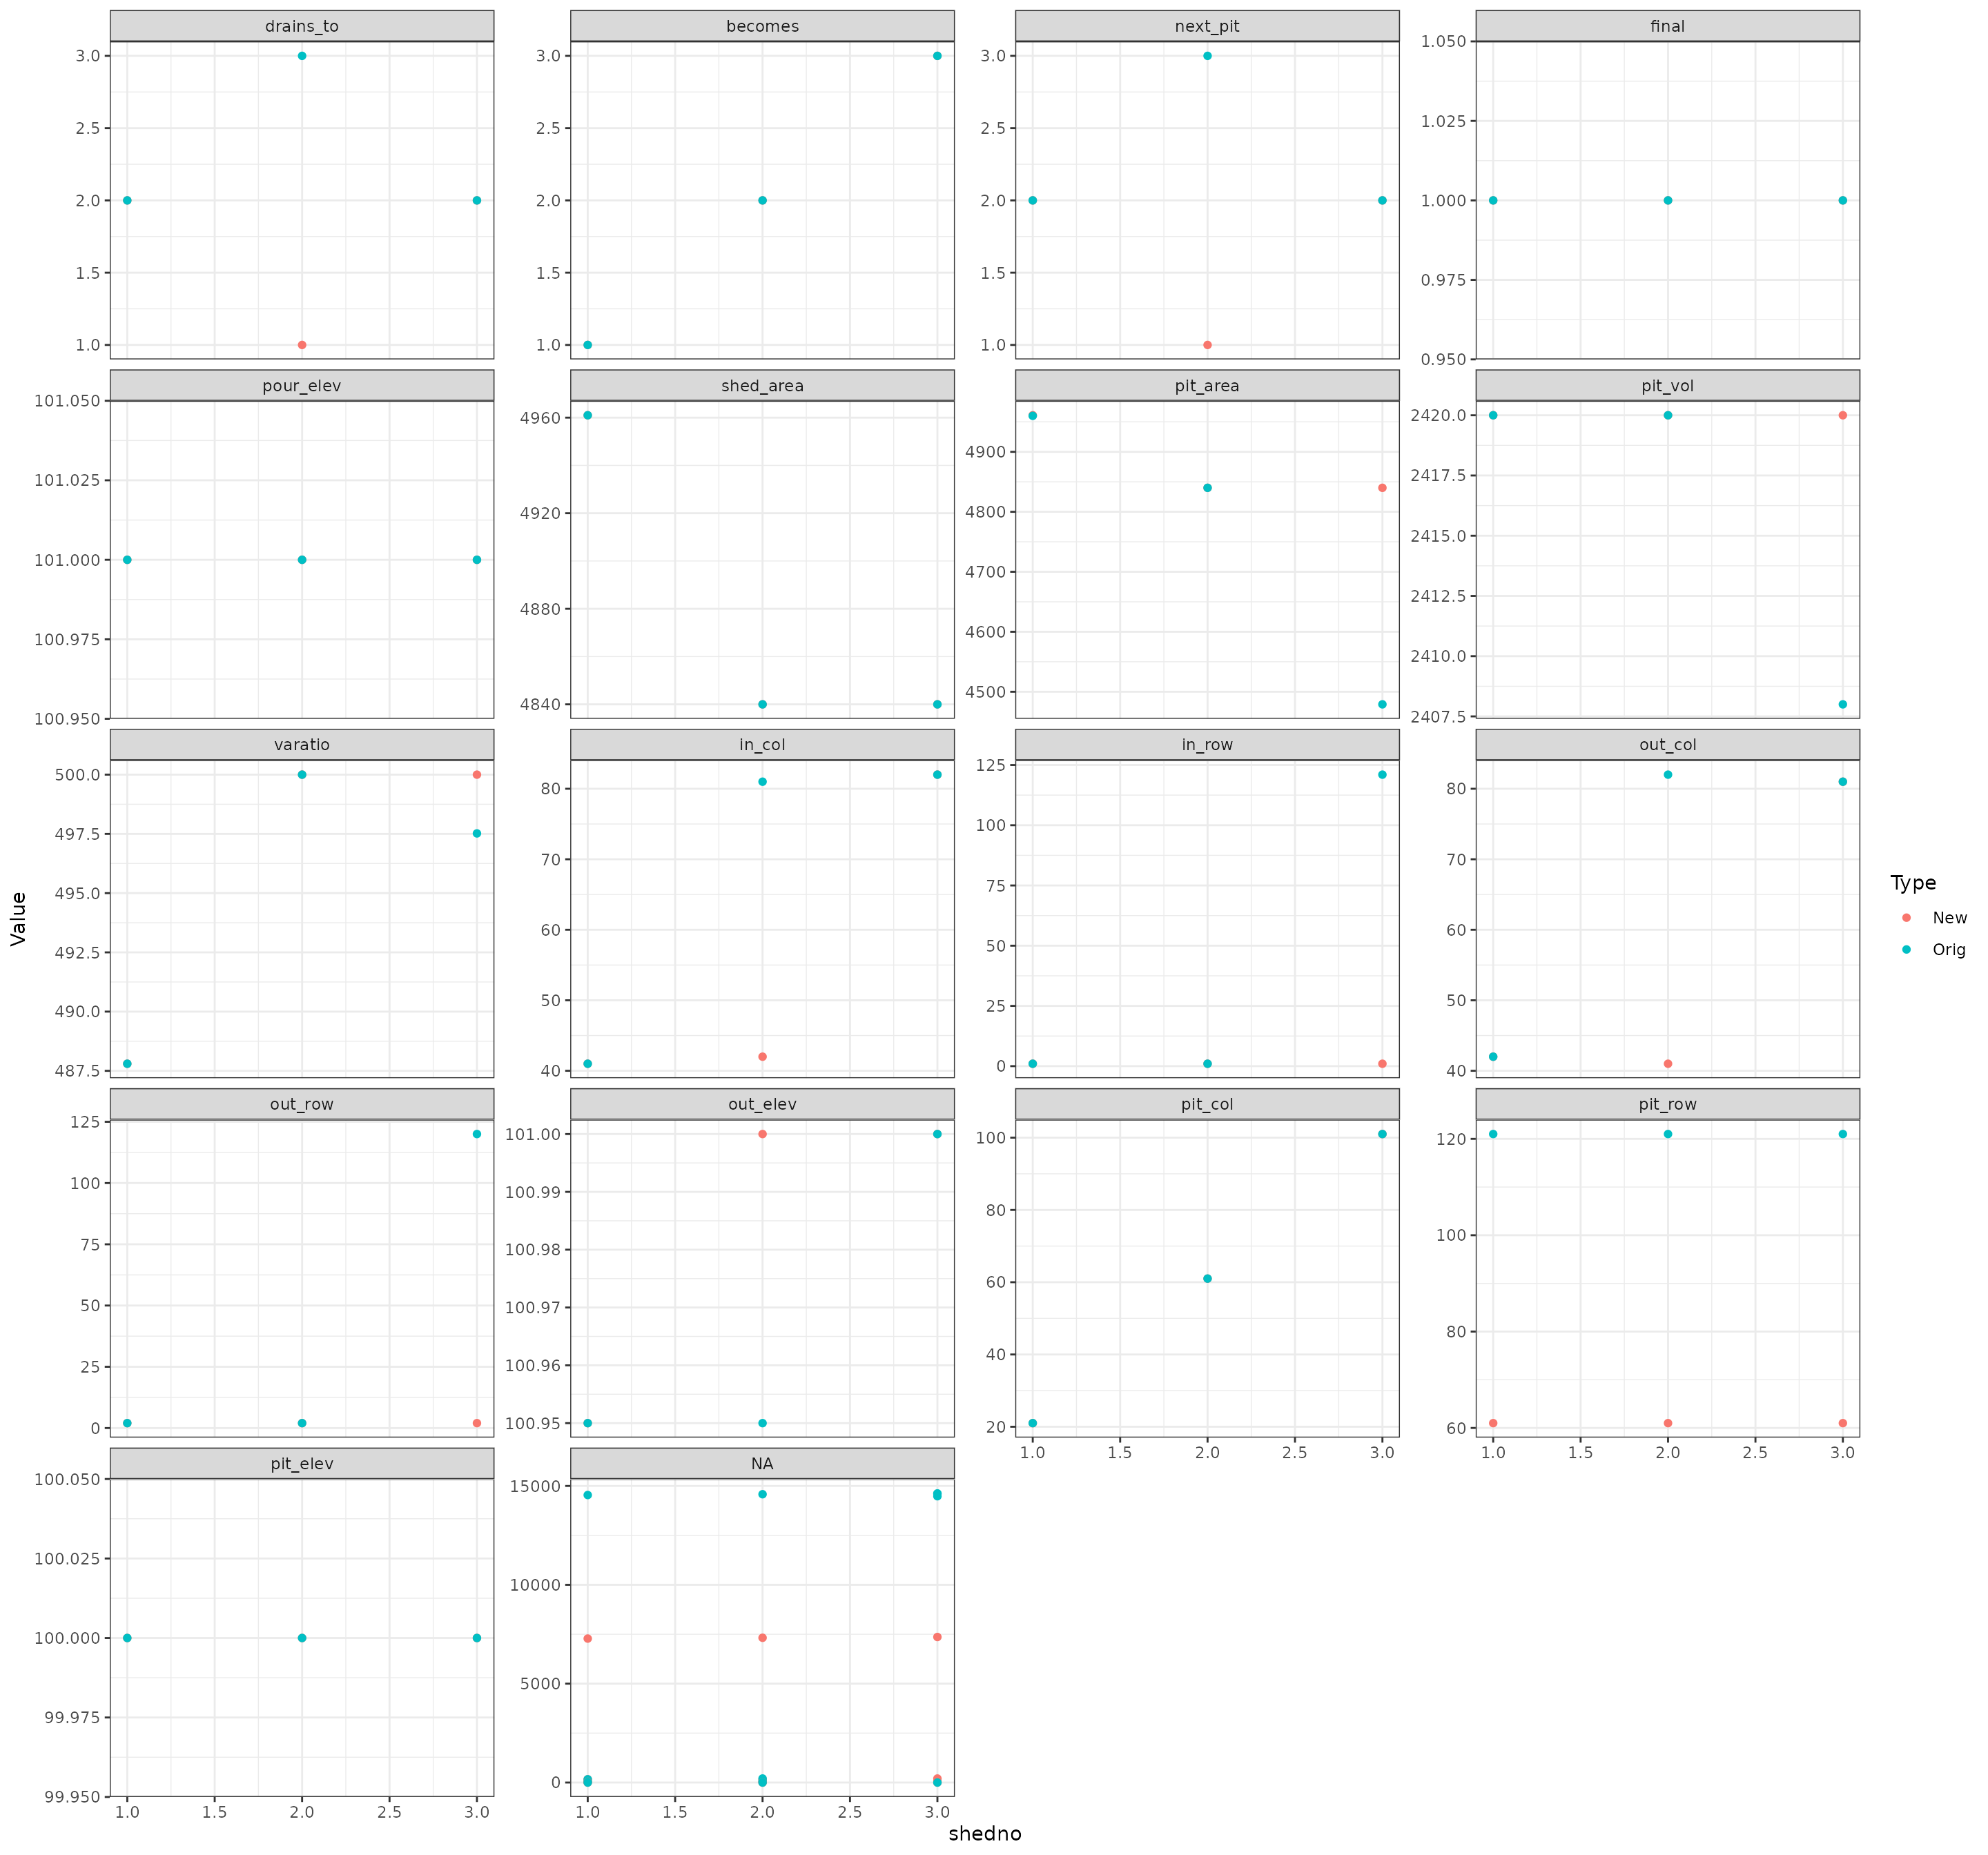 drains_to becomes next_pit final
3.0 3.0 3.0 1.050
2.5 2.5 2.5 1.025
2.0 2.0 2.0 1.000
1.5 1.5 1.5 0.975
1.0 1.0 1.0 0.950
pour_elev shed_area pit_area pit_vol
101.050 4960 4900 2420.0
101.025 4920 4800 2417.5
101.000 4880 4700 2415.0
100.975 4840 4600 2412.5
100.950 4500 2410.0
2407.5
varatio in_col in_row out_col
500.0 80 125 80
497.5 70 100 70
495.0 60 75 60
492.5 50 50 50
490.0 40 25 40
487.5 0
out_row out_elev pit_col pit_row
125 101.00 100 120
100 100.99 80 100
75 100.98 60 80
50 100.97 40 60
25 100.96 20
0 100.95
1.0 1.5 2.0 2.5 3.0 1.0 1.5 2.0 2.5 3.0
pit_elev NA
100.050 15000
100.025 10000
100.000 5000
99.975 0
99.950
1.0 1.5 2.0 2.5 3.0 1.0 1.5 2.0 2.5 3.0
shedno
Value
Type
New
Orig